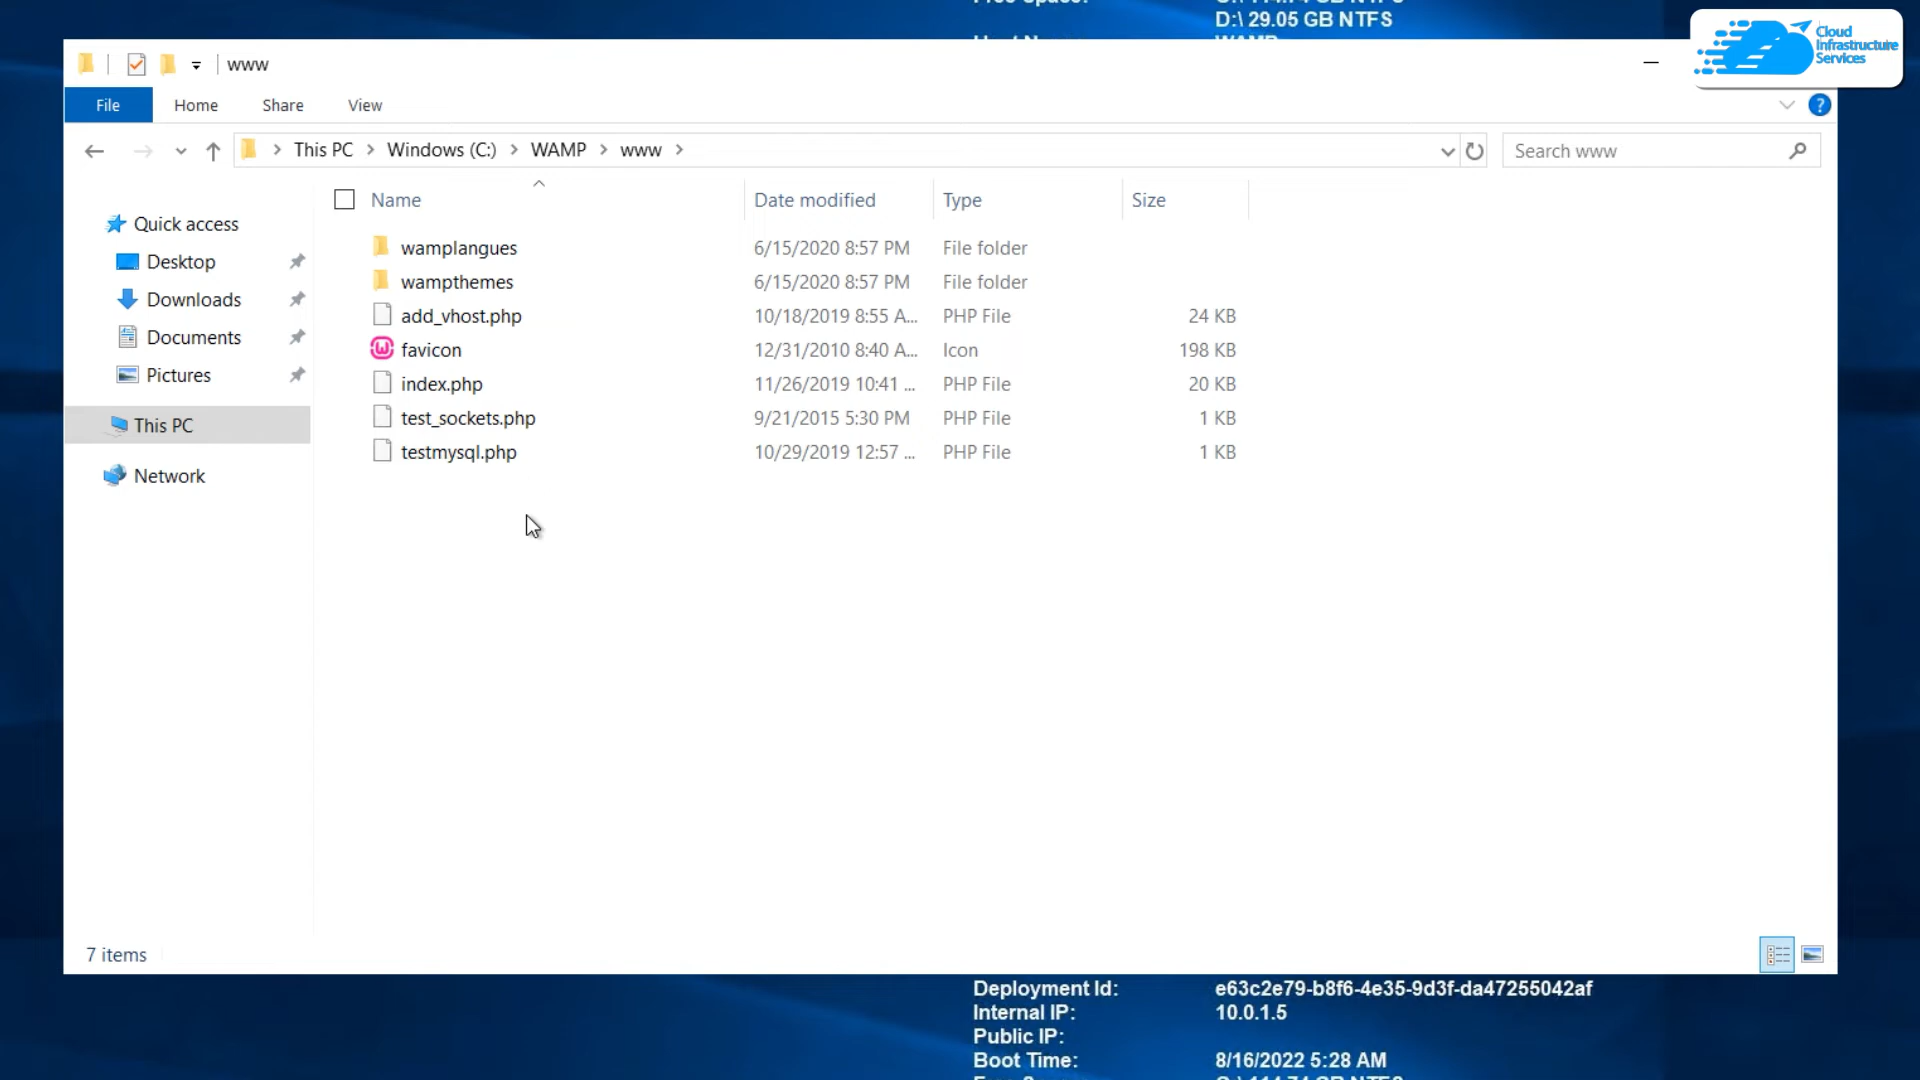 D:\ 29.05 GB NTFS
Cloud
Infrastructure
Services
www
File Home Share View
This PC Windows (C:) WAMP www
Search www
Name Date modified Type Size
Quick access
Desktop
Downloads
Documents
Pictures
This PC
Network
wamplangues 6/15/2020 8:57 PM File folder
wampthemes 6/15/2020 8:57 PM File folder
add_vhost.php 10/18/2019 8:55 A... PHP File 24 KB
favicon 12/31/2010 8:40 A... Icon 198 KB
index.php 11/26/2019 10:41 ... PHP File 20 KB
test_sockets.php 9/21/2015 5:30 PM PHP File 1 KB
testmysql.php 10/29/2019 12:57 ... PHP File 1 KB
7 items
Deployment Id: e63c2e79-b8f6-4e35-9d3f-da47255042af
Internal IP: 10.0.1.5
Public IP:
Boot Time: 8/16/2022 5:28 AM